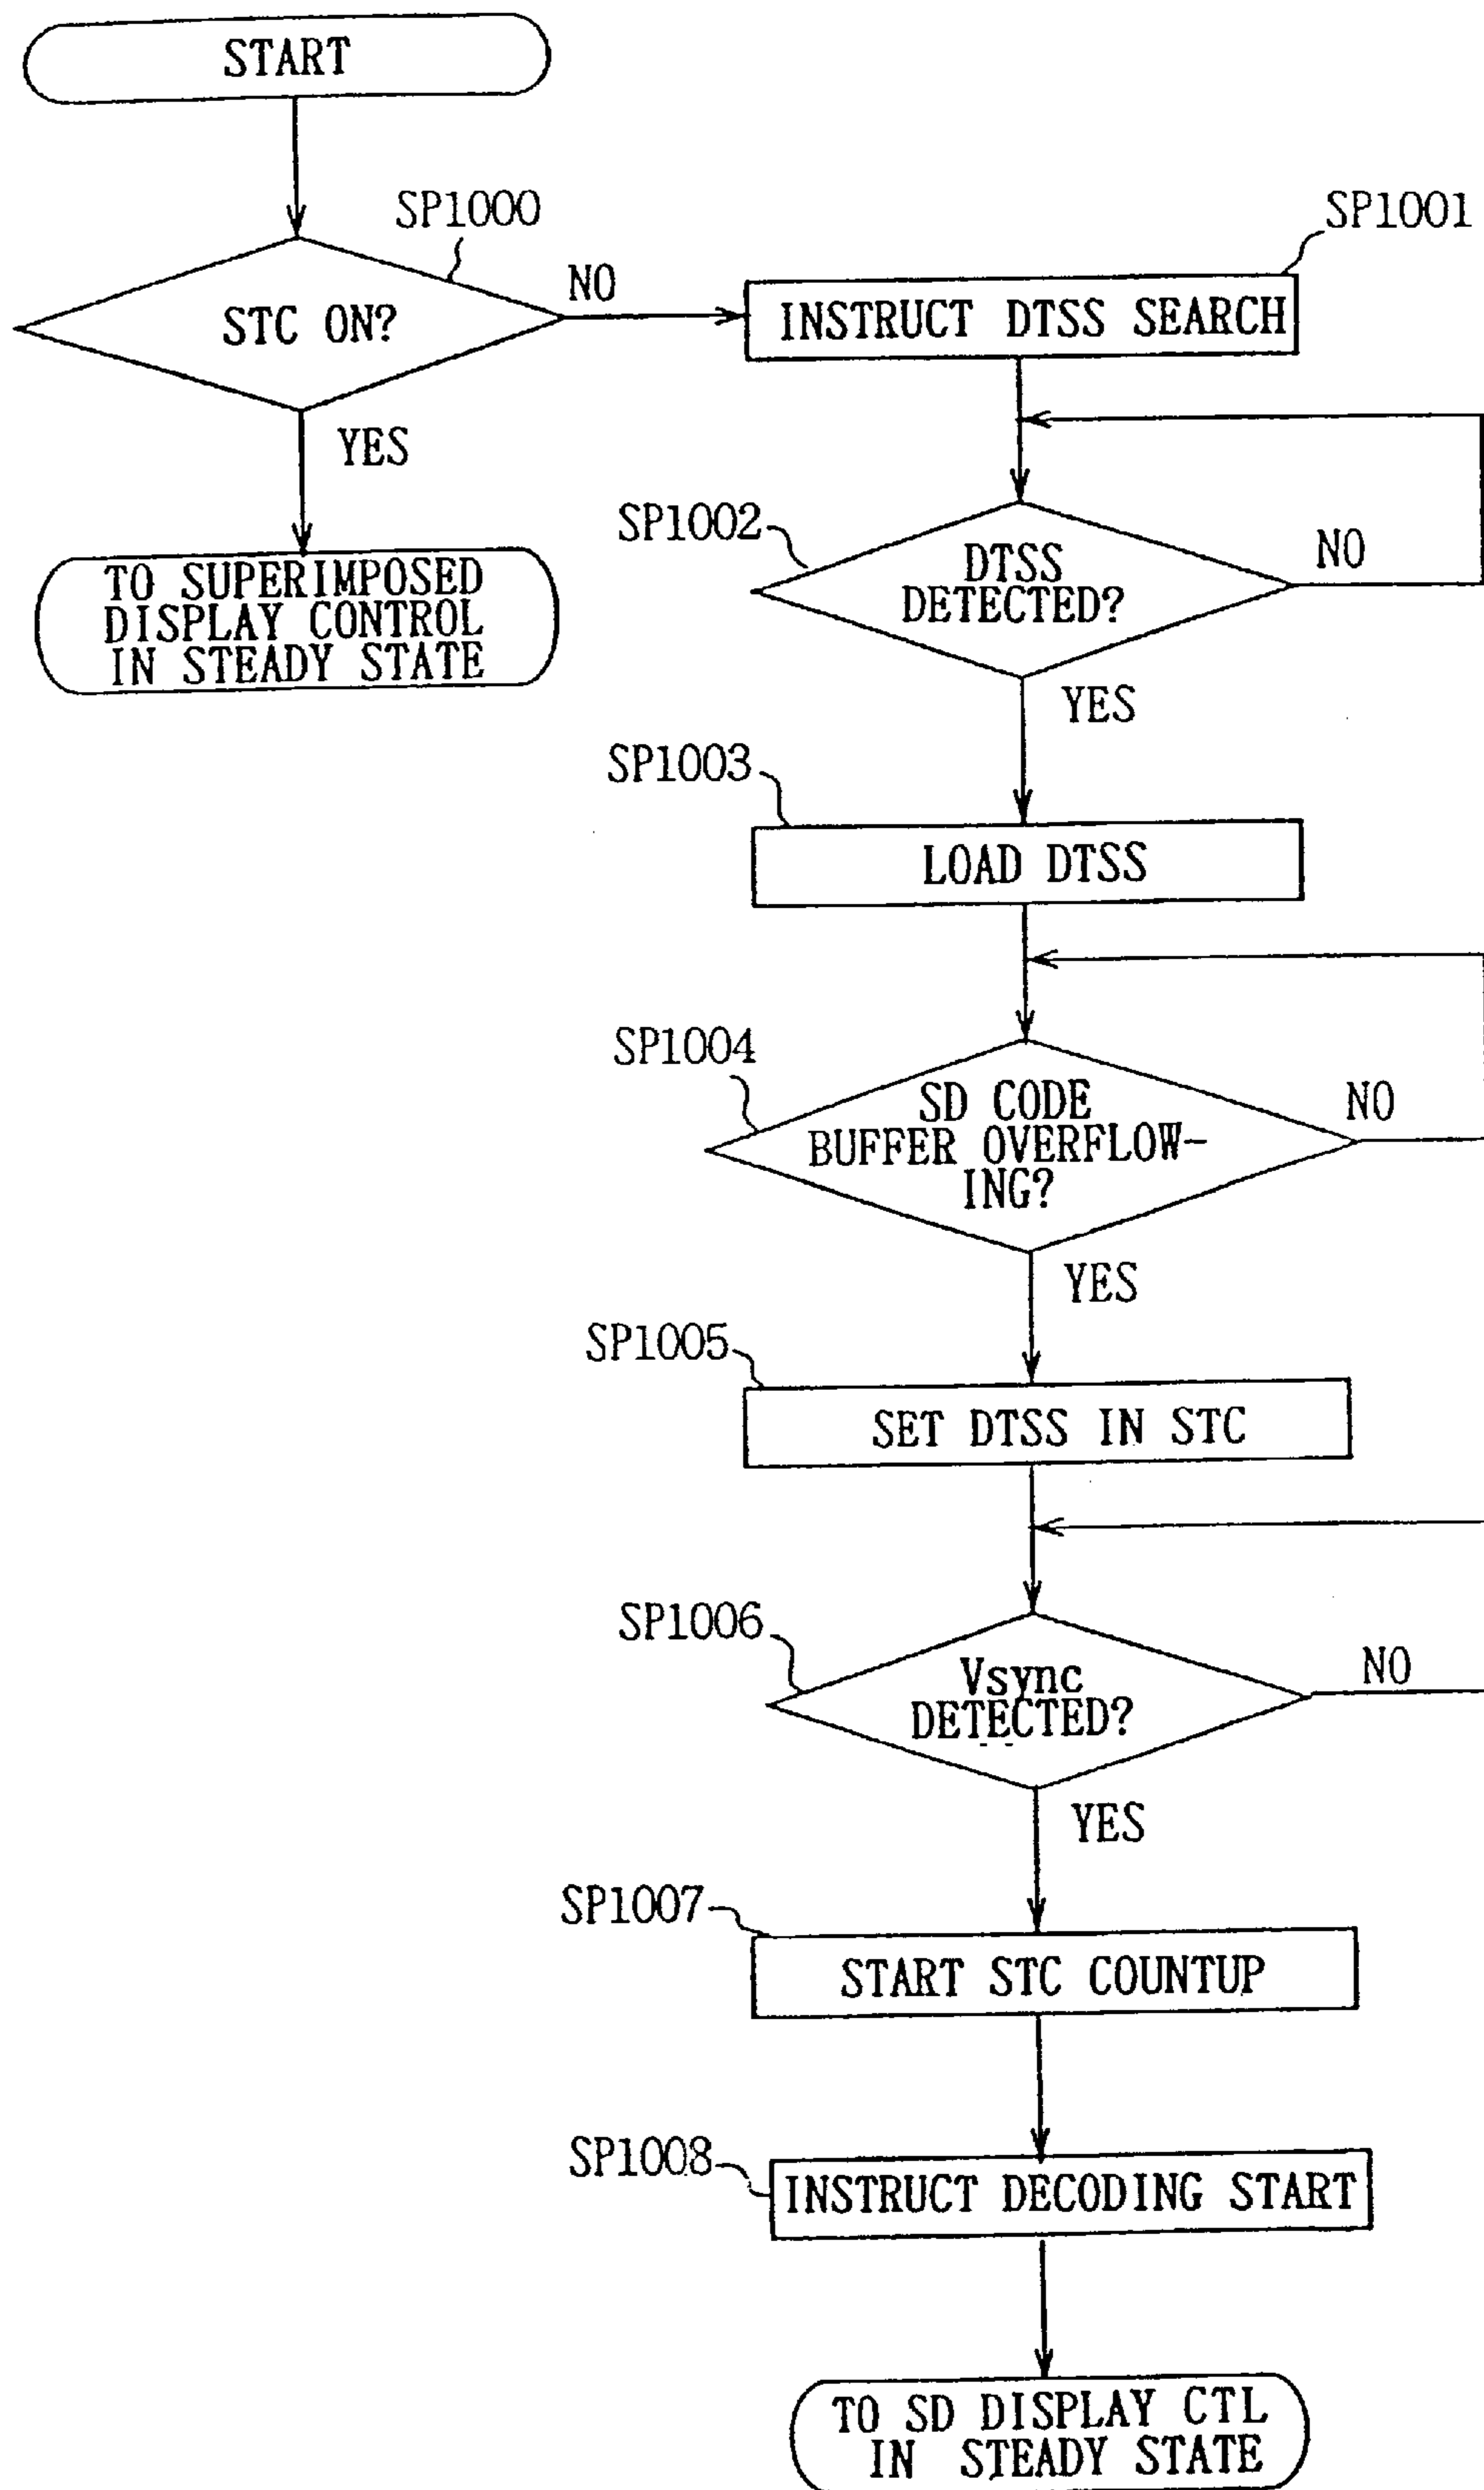 START
SP1000
STC ON?
NO
YES
TO SUPERIMPOSED
DISPLAY CONTROL
IN STEADY STATE
SP1001
INSTRUCT DTSS SEARCH
SP1002
DTSS
DETECTED?
NO
YES
SP1003
LOAD DTSS
SP1004
SD CODE
BUFFER OVERFLOW-
ING?
NO
YES
SP1005
SET DTSS IN STC
SP1006
Vsync
DETECTED?
NO
YES
SP1007
START STC COUNTUP
SP1008
INSTRUCT DECODING START
TO SD DISPLAY CTL
IN STEADY STATE